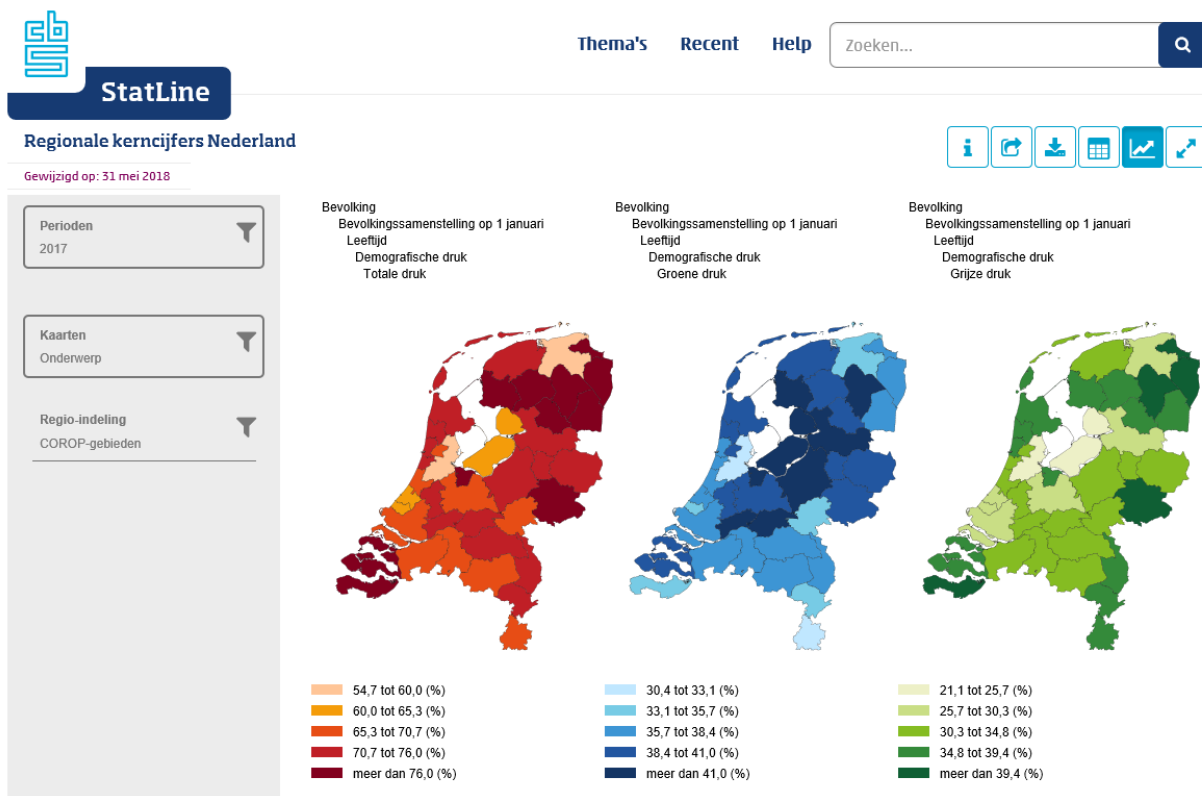 cbs
Thema's Recent Help Zoeken...
StatLine
Regionale kerncijfers Nederland
Gewijzigd op: 31 mei 2018
Perioden
2017
Kaarten
Onderwerp
Regio-indeling
COROP-gebieden
Bevolking
Bevolkingssamenstelling op 1 januari
Leeftijd
Demografische druk
Totale druk
Bevolking
Bevolkingssamenstelling op 1 januari
Leeftijd
Demografische druk
Groene druk
Bevolking
Bevolkingssamenstelling op 1 januari
Leeftijd
Demografische druk
Grijze druk
54,7 tot 60,0 (%)
60,0 tot 65,3 (%)
65,3 tot 70,7 (%)
70,7 tot 76,0 (%)
meer dan 76,0 (%)
30,4 tot 33,1 (%)
33,1 tot 35,7 (%)
35,7 tot 38,4 (%)
38,4 tot 41,0 (%)
meer dan 41,0 (%)
21,1 tot 25,7 (%)
25,7 tot 30,3 (%)
30,3 tot 34,8 (%)
34,8 tot 39,4 (%)
meer dan 39,4 (%)